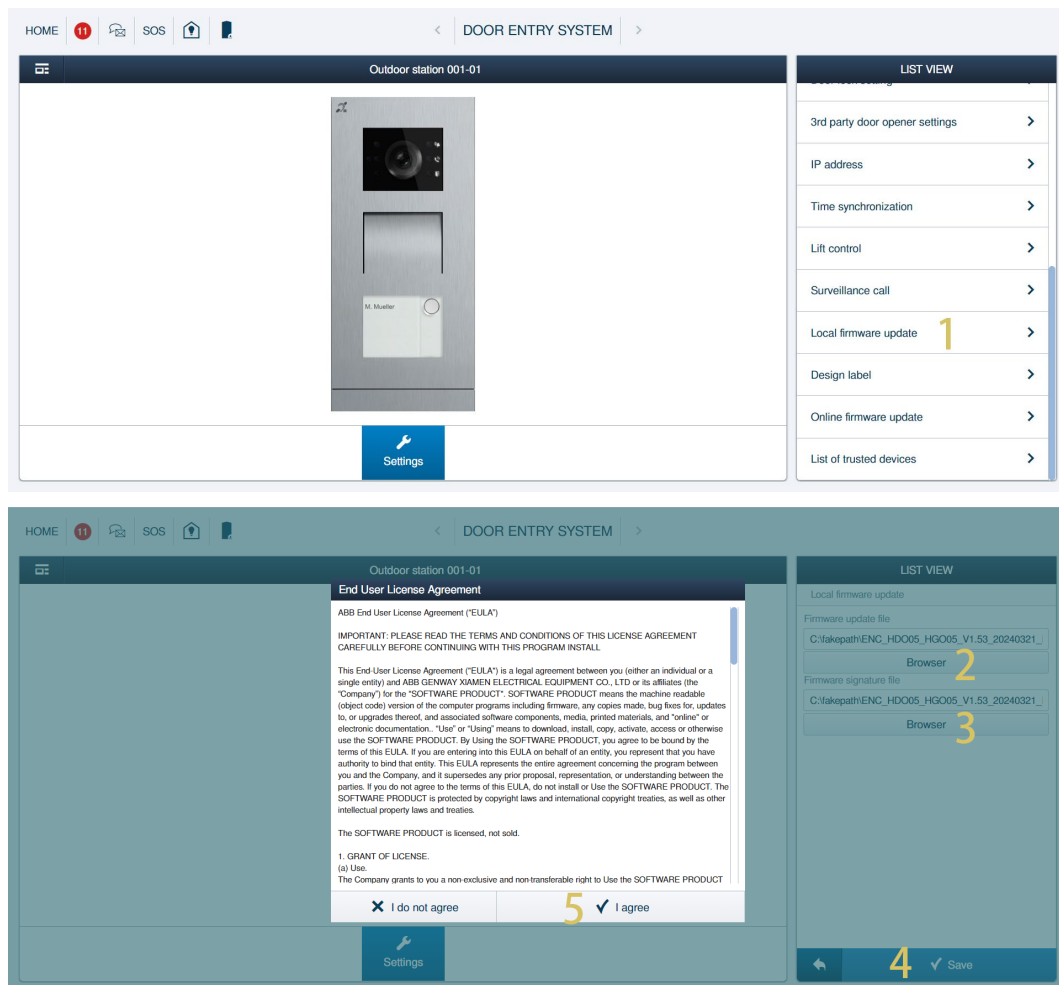 HOME 11 SOS < DOOR ENTRY SYSTEM >
Outdoor station 001-01
LIST VIEW
3rd party door opener settings
IP address
Time synchronization
Lift control
Surveillance call
Local firmware update 1
Design label
Online firmware update
List of trusted devices
M. Mueller
Settings
HOME 11 SOS < DOOR ENTRY SYSTEM >
Outdoor station 001-01
End User License Agreement
ABB End User License Agreement ("EULA")
IMPORTANT: PLEASE READ THE TERMS AND CONDITIONS OF THIS LICENSE AGREEMENT
CAREFULLY BEFORE CONTINUING WITH THIS PROGRAM INSTALL
This End-User License Agreement ("EULA") is a legal agreement between you (either an individual or a
single entity) and ABB GENWAY XIAMEN ELECTRICAL EQUIPMENT CO., LTD or its affiliates (the
"Company") for the "SOFTWARE PRODUCT". SOFTWARE PRODUCT means the machine readable
(object code) version of the computer programs including firmware, any copies made, bug fixes for, updates
to, or upgrades thereof, and associated software components, media, printed materials, and "online" or
electronic documentation.. "Use" or "Using" means to download, install, copy, activate, access or otherwise
use the SOFTWARE PRODUCT. By Using the SOFTWARE PRODUCT, you agree to be bound by the
terms of this EULA. If you are entering into this EULA on behalf of an entity, you represent that you have
authority to bind that entity. This EULA represents the entire agreement concerning the program between
you and the Company, and it supersedes any prior proposal, representation, or understanding between the
parties. If you do not agree to the terms of this EULA, do not install or Use the SOFTWARE PRODUCT. The
SOFTWARE PRODUCT is protected by copyright laws and international copyright treaties, as well as other
intellectual property laws and treaties.
The SOFTWARE PRODUCT is licensed, not sold.
1. GRANT OF LICENSE.
(a) Use.
The Company grants to you a non-exclusive and non-transferable right to Use the SOFTWARE PRODUCT
I do not agree
5 I agree
Settings
LIST VIEW
Local firmware update
Firmware update file
C:\fakepath\ENC_HDO05_HGO05_V1.53_20240321_
Browser 2
Firmware signature file
C:\fakepath\ENC_HDO05_HGO05_V1.53_20240321_
Browser 3
4 Save